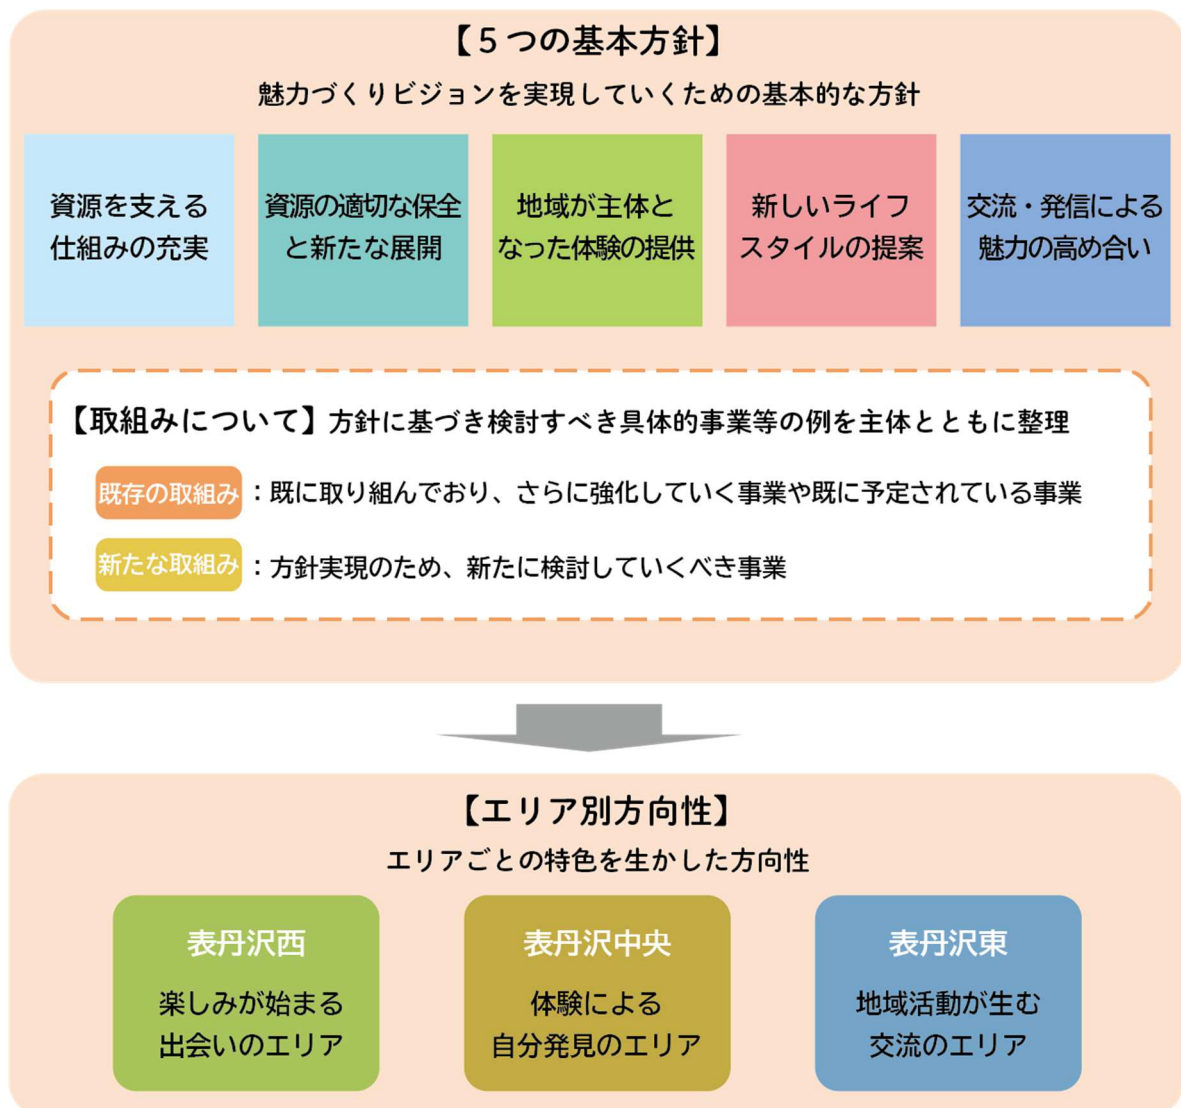 【５つの基本方針】
魅力づくりビジョンを実現していくための基本的な方針
資源を支える
仕組みの充実
資源の適切な保全
と新たな展開
地域が主体と
なった体験の提供
新しいライフ
スタイルの提案
交流・発信による
魅力の高め合い
【取組みについて】方針に基づき検討すべき具体的事業等の例を主体とともに整理
既存の取組み：既に取り組んでおり、さらに強化していく事業や既に予定されている事業
新たな取組み：方針実現のため、新たに検討していくべき事業
【エリア別方向性】
エリアごとの特色を生かした方向性
表丹沢西
楽しみが始まる
出会いのエリア
表丹沢中央
体験による
自分発見のエリア
表丹沢東
地域活動が生む
交流のエリア